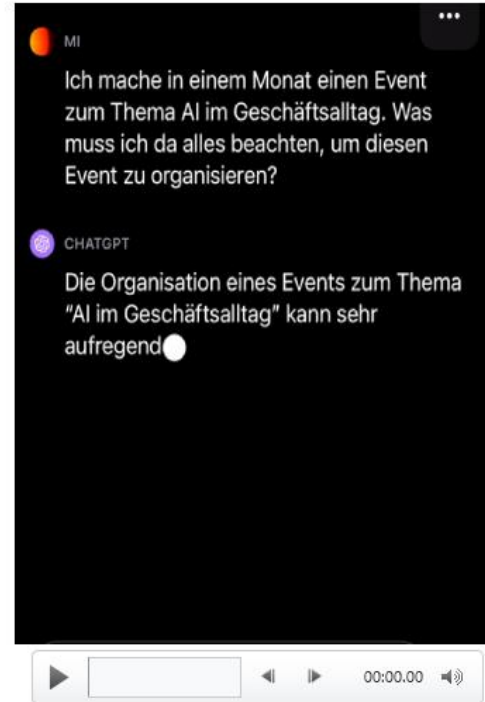 MI
Ich mache in einem Monat einen Event
zum Thema AI im Geschäftsalltag. Was
muss ich da alles beachten, um diesen
Event zu organisieren?
CHATGPT
Die Organisation eines Events zum Thema
“AI im Geschäftsalltag” kann sehr
aufregend
00:00.00